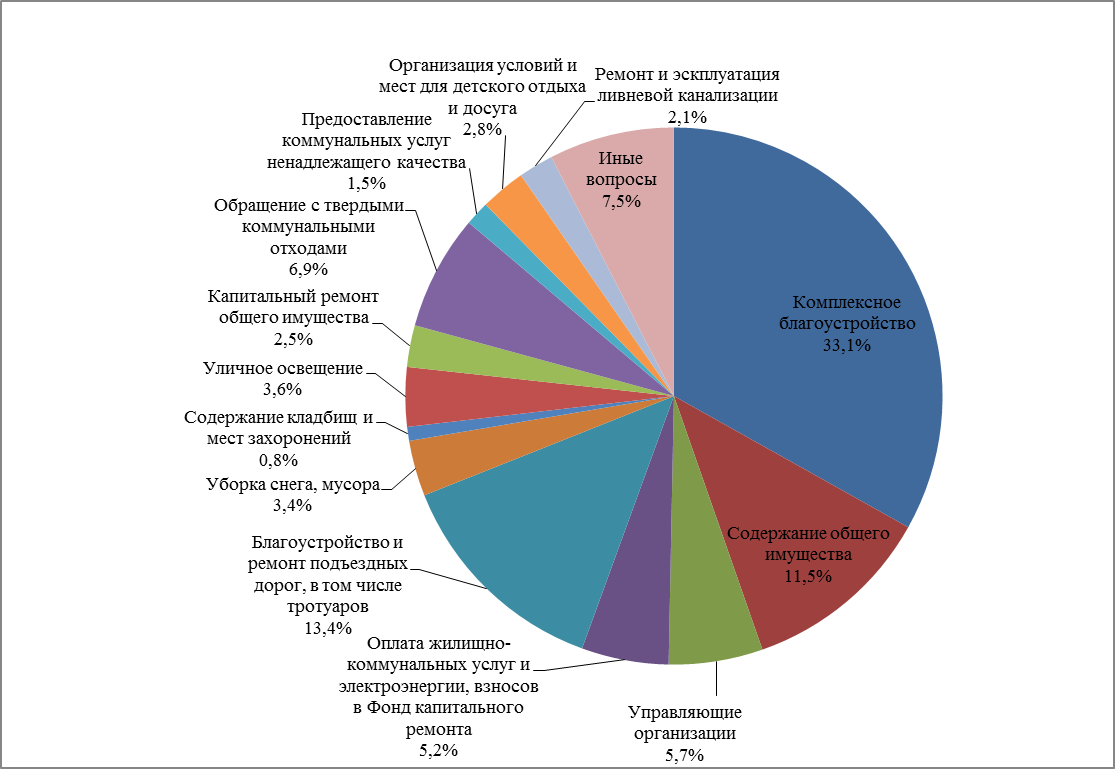 Организация условий и
мест для детского отдыха
и досуга
2,8%
Ремонт и эскплуатация
ливневой канализации
2,1%
Предоставление
коммунальных услуг
ненадлежащего качества
1,5%
Иные
вопросы
7,5%
Обращение с твердыми
коммунальными
отходами
6,9%
Капитальный ремонт
общего имущества
2,5%
Комплексное
благоустройство
33,1%
Уличное освещение
3,6%
Содержание кладбищ и
мест захоронений
0,8%
Уборка снега, мусора
3,4%
Содержание общего
имущества
11,5%
Благоустройство и
ремонт подъездных
дорог, в том числе
тротуаров
13,4%
Оплата жилищно-
коммунальных услуг и
электроэнергии, взносов
в Фонд капитального
ремонта
5,2%
Управляющие
организации
5,7%